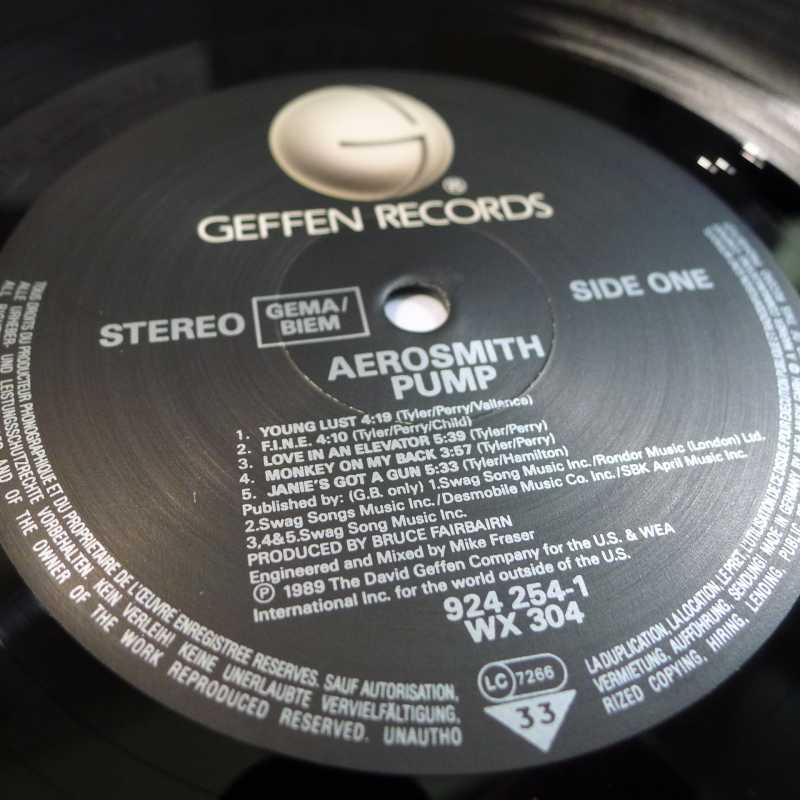 ®
GEFFEN RECORDS
STEREO
GEMA/
BIEM
SIDE ONE
AEROSMITH
PUMP
1. YOUNG LUST 4:19 (Tyler/Perry/Vallance)
2. F.I.N.E. 4:10 (Tyler/Perry/Child)
3. LOVE IN AN ELEVATOR 5:39 (Tyler/Perry)
4. MONKEY ON MY BACK 3:57 (Tyler/Perry)
5. JANIE'S GOT A GUN 5:33 (Tyler/Hamilton)
Published by: (G.B. only) 1.Swag Song Music Inc./Rondor Music (London) Ltd.
2.Swag Songs Music Inc./Desmobile Music Co. Inc./SBK April Music Inc.
3,4&5.Swag Song Music Inc.
PRODUCED BY BRUCE FAIRBAIRN
Engineered and Mixed by Mike Fraser
℗ 1989 The David Geffen Company for the U.S. & WEA
International Inc. for the world outside of the U.S.
924 254-1
WX 304
LC 7266
33
TOUS DROITS DU PRODUCTEUR PHONOGRAPHIQUE ET DU PROPRIETAIRE DE L'ŒUVRE ENREGISTREE RESERVES. SAUF AUTORISATION, LA DUPLICATION, LA LOCATION, LE PRET, L'UTILISATION DE CE DISQUE
ALLE URHEBER- UND LEISTUNGSSCHUTZRECHTE VORBEHALTEN. KEIN VERLEIH! KEINE UNERLAUBTE VERVIELFÄLTIGUNG, VERMIETUNG, AUFFÜHRUNG, SENDUNG! MADE IN GERMANY
ALL AND OF THE OWNER OF THE WORK REPRODUCED RESERVED. UNAUTHORIZED COPYING, HIRING, LENDING, PUBLIC